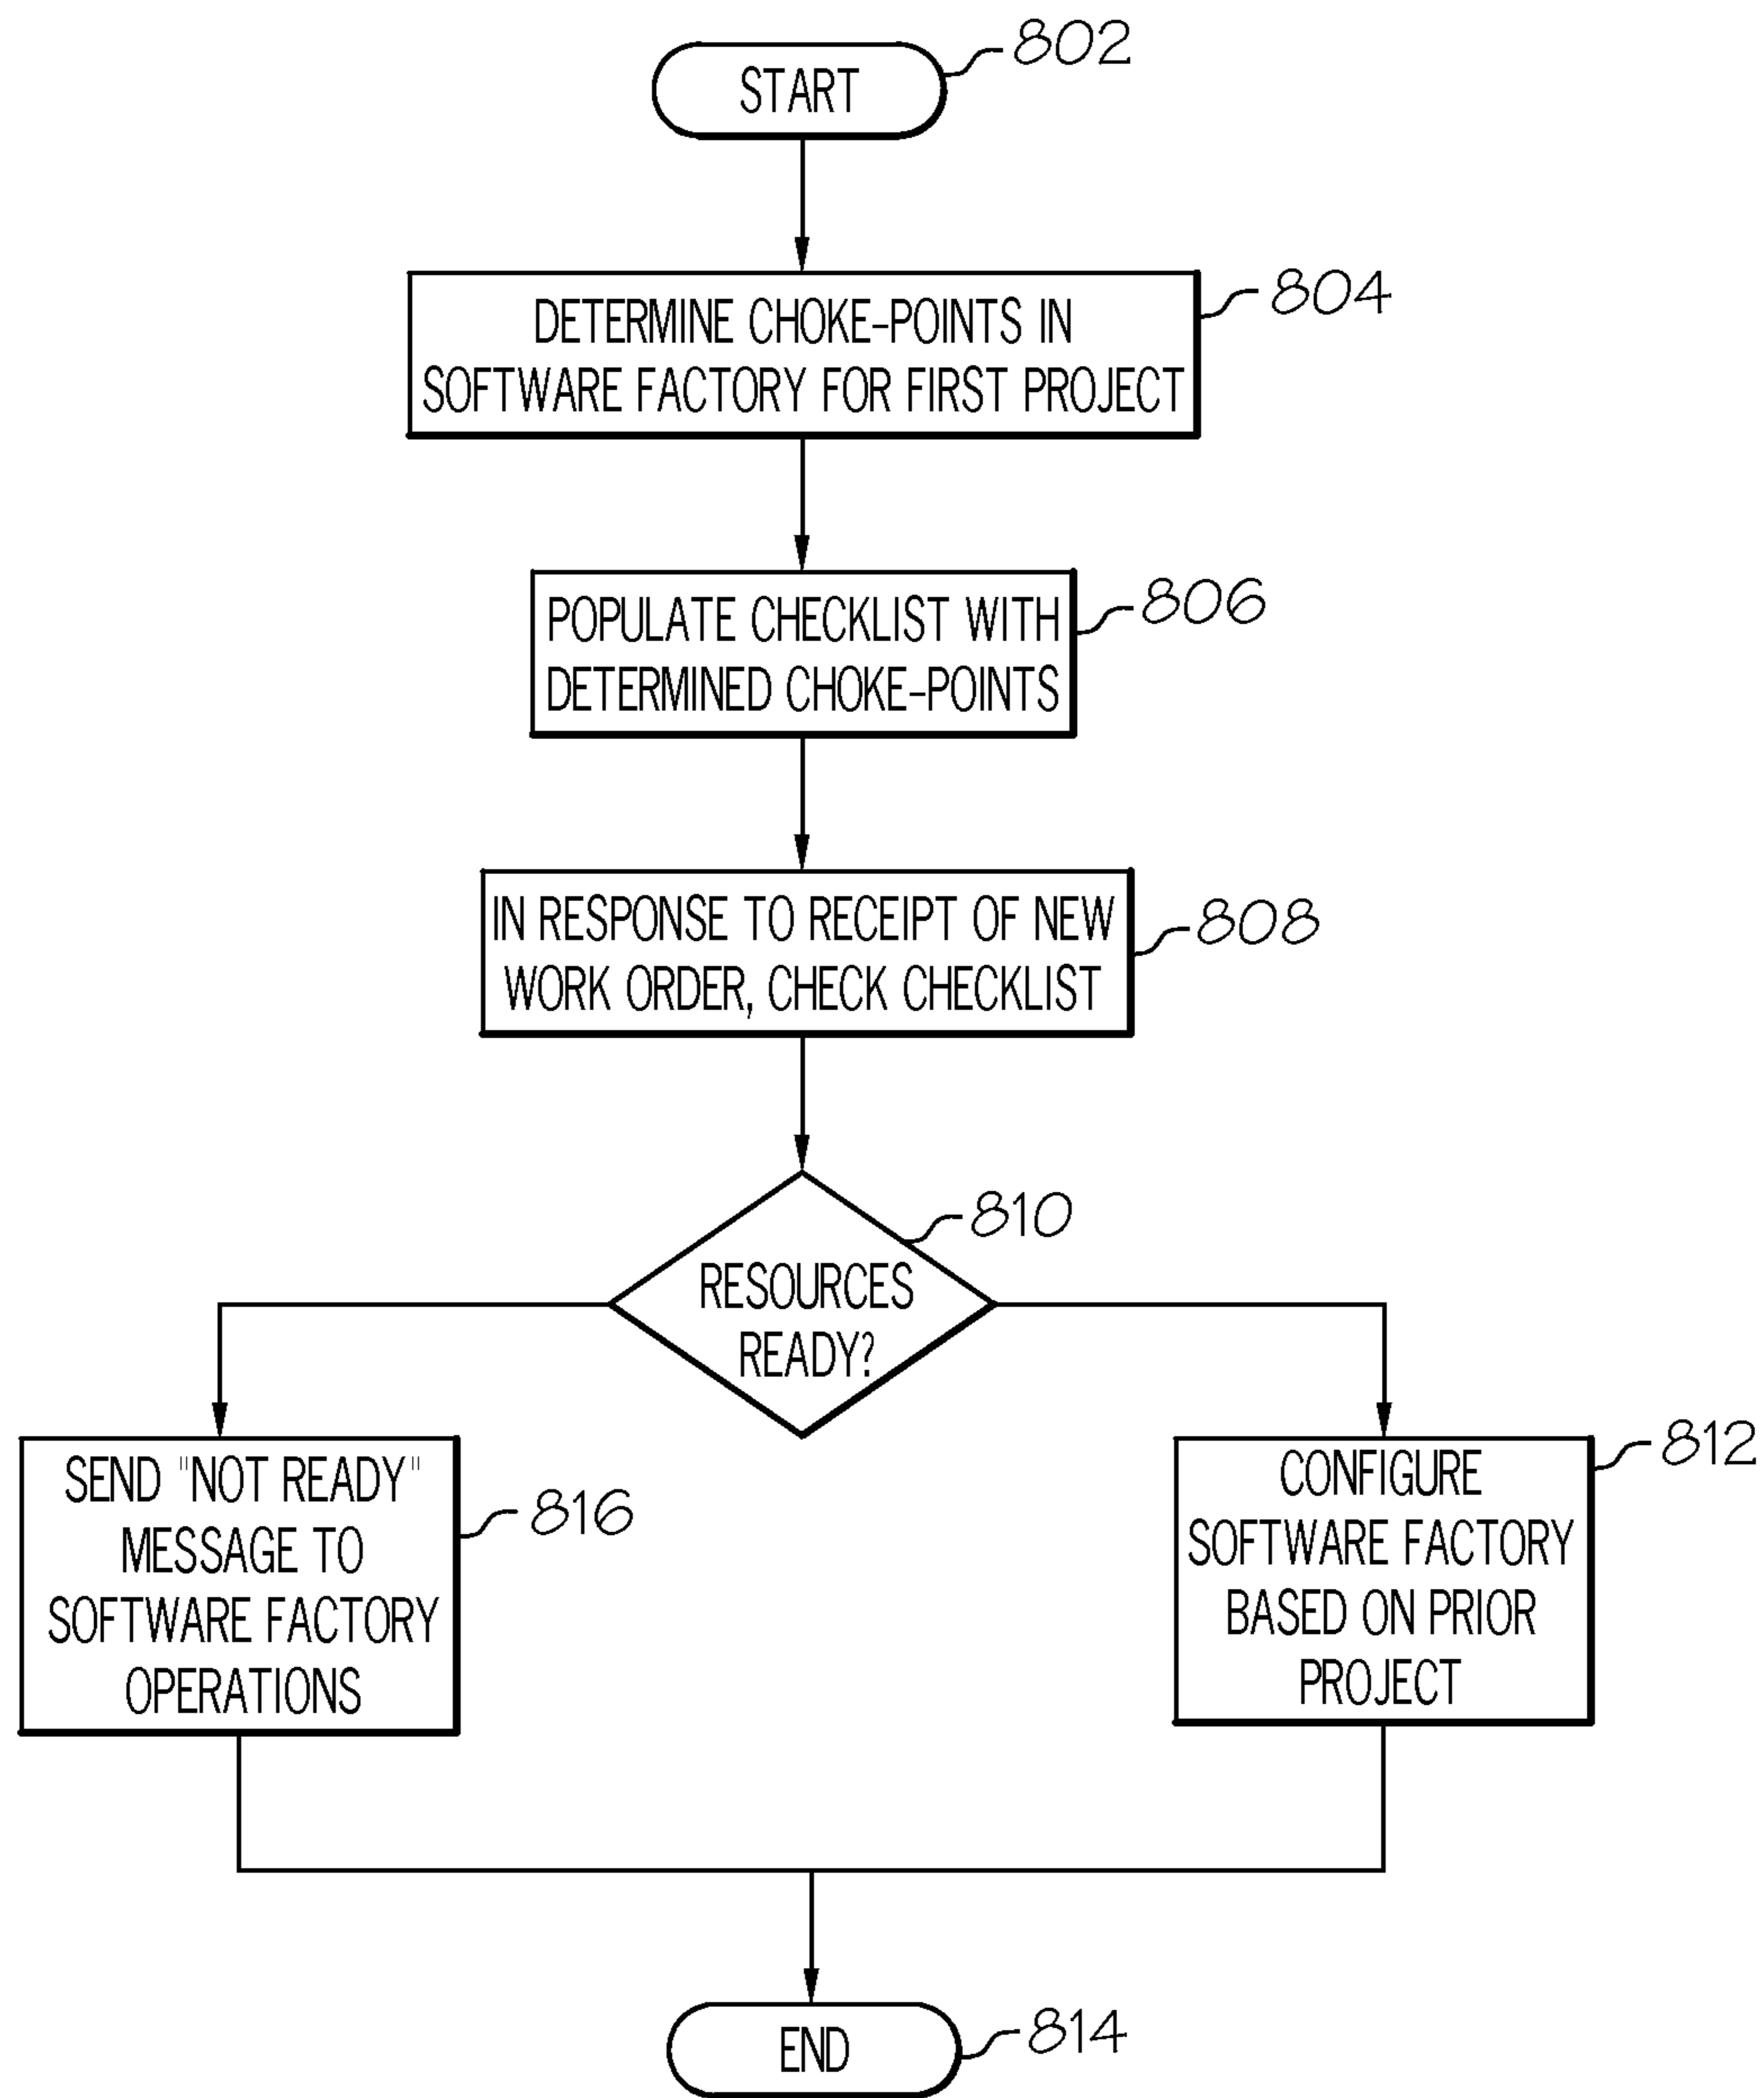 START
802
DETERMINE CHOKE-POINTS IN
SOFTWARE FACTORY FOR FIRST PROJECT
804
POPULATE CHECKLIST WITH
DETERMINED CHOKE-POINTS
806
IN RESPONSE TO RECEIPT OF NEW
WORK ORDER, CHECK CHECKLIST
808
RESOURCES
READY?
810
SEND "NOT READY"
MESSAGE TO
SOFTWARE FACTORY
OPERATIONS
816
CONFIGURE
SOFTWARE FACTORY
BASED ON PRIOR
PROJECT
812
END
814